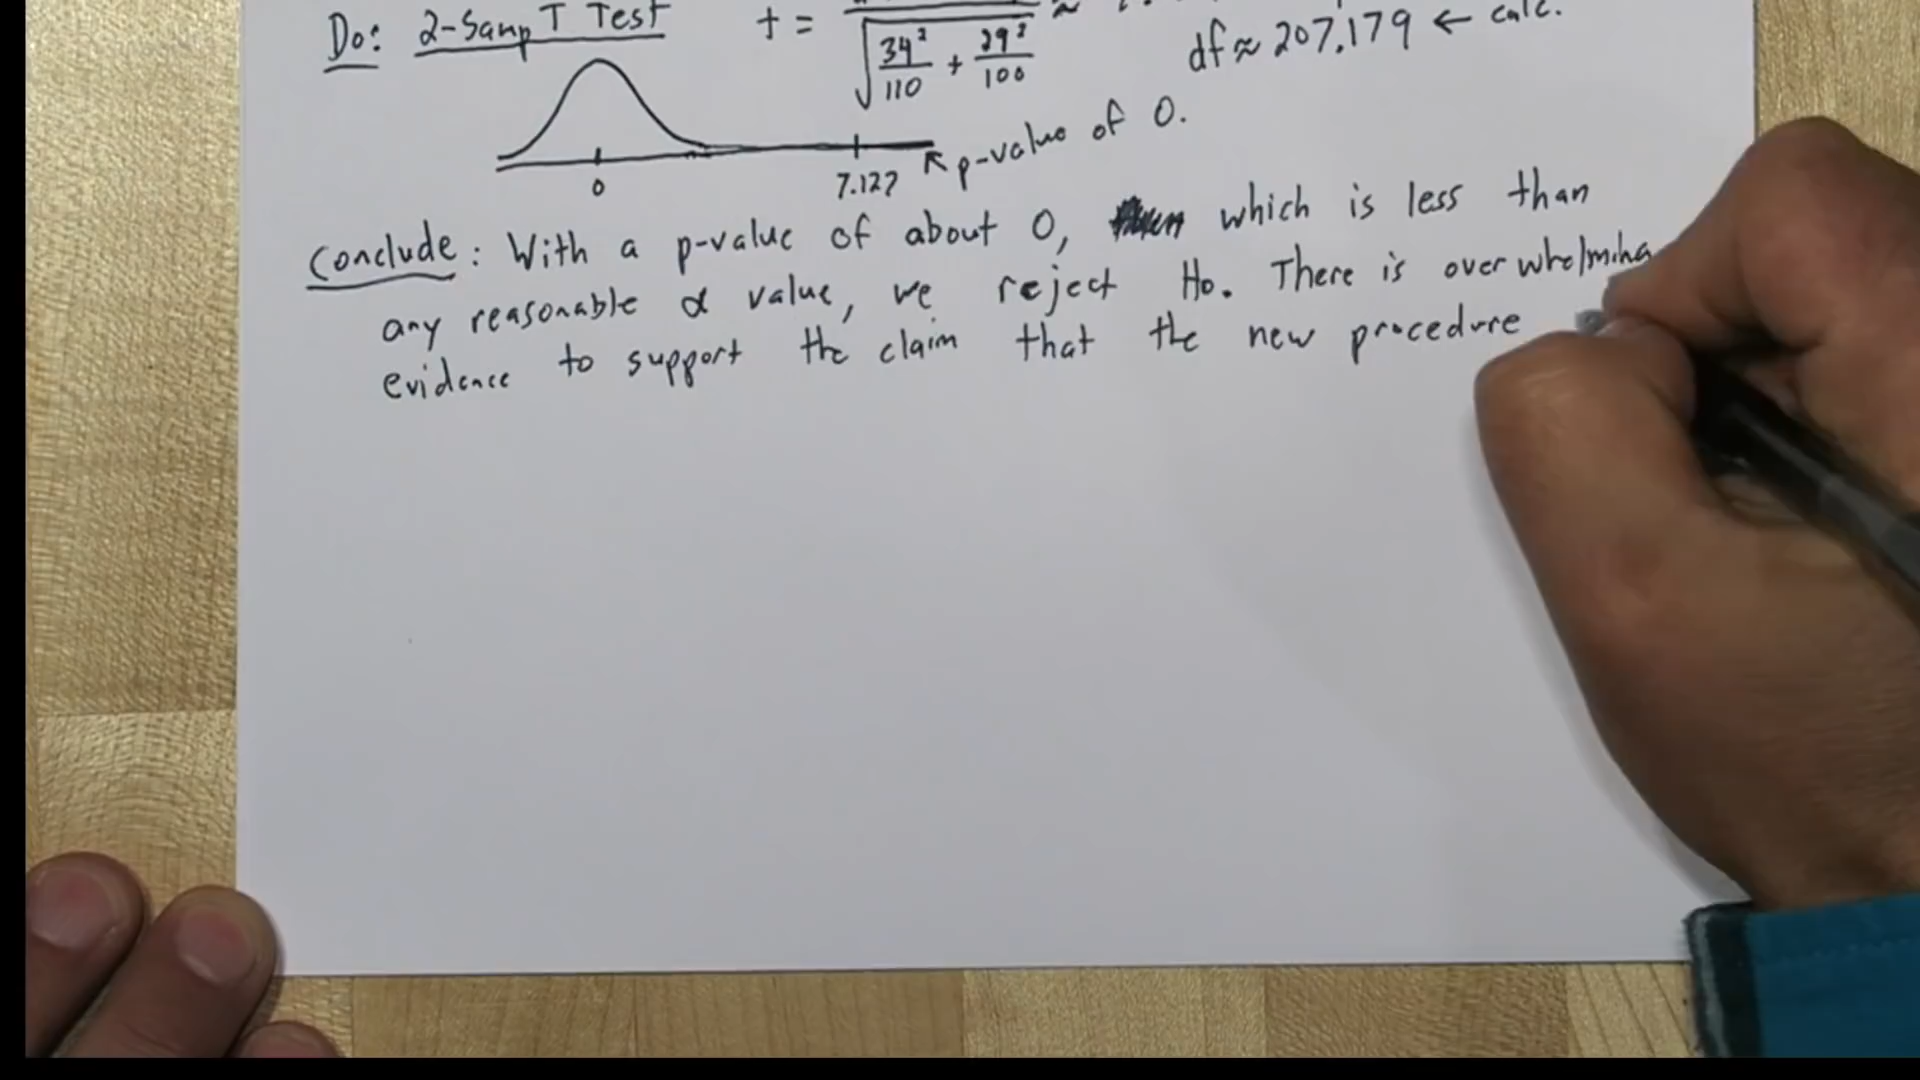 Do: 2-Samp T Test t = 34²/110 + 29²/100 ≈
df ≈ 207.179 ← calc.
0 7.127 p-value of 0.
Conclude: With a p-value of about 0, which is less than
any reasonable α value, we reject Ho. There is overwhelming
evidence to support the claim that the new procedure